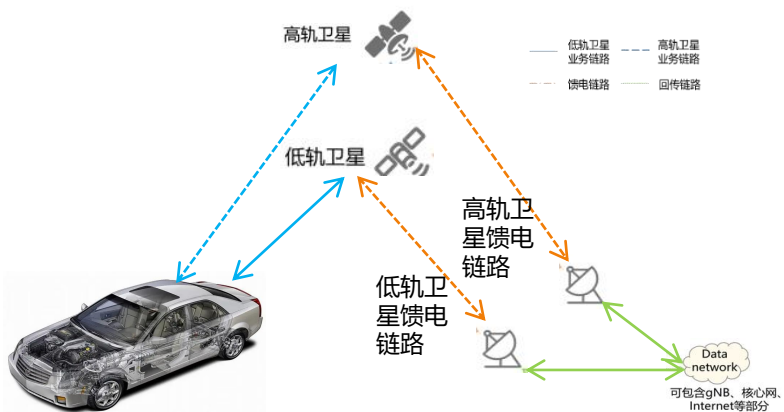 高轨卫星
低轨卫星
业务链路
高轨卫星
业务链路
馈电链路
回传链路
低轨卫星
高轨卫
星馈电
链路
低轨卫
星馈电
链路
Data
network
可包含gNB、核心网、
Internet等部分